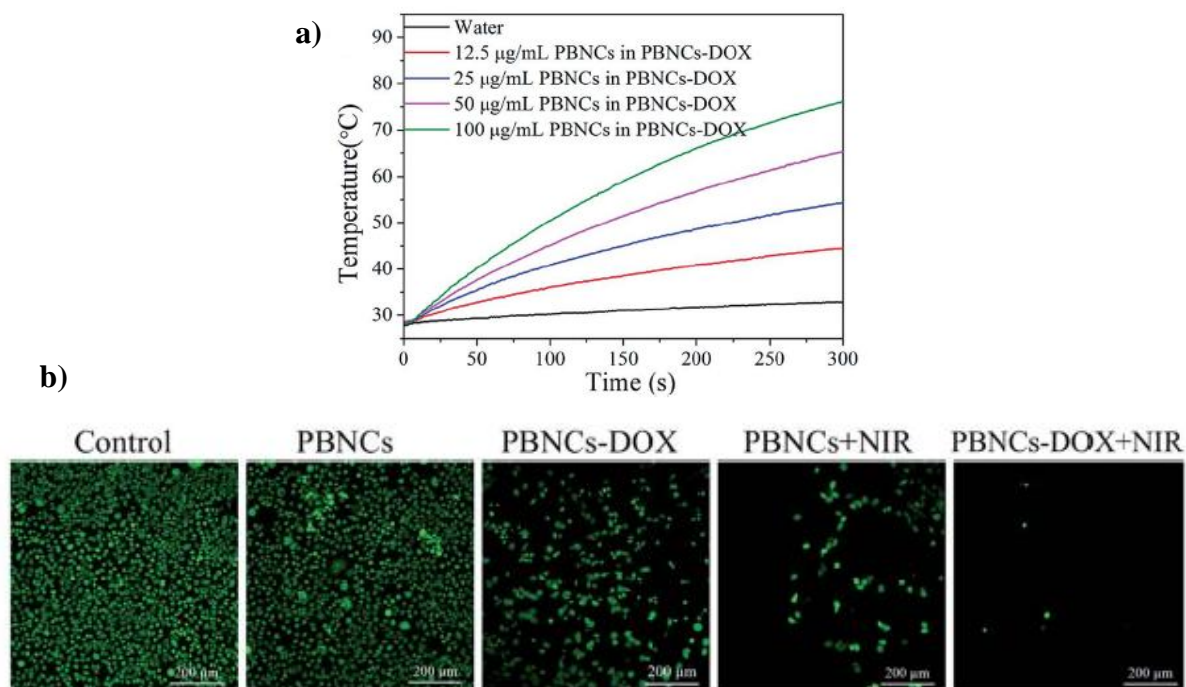 a)
90
80
70
60
50
40
30
Temperature(°C)
Water
12.5 μg/mL PBNCs in PBNCs-DOX
25 μg/mL PBNCs in PBNCs-DOX
50 μg/mL PBNCs in PBNCs-DOX
100 μg/mL PBNCs in PBNCs-DOX
0 50 100 150 200 250 300
Time (s)
b)
Control PBNCs PBNCs-DOX PBNCs+NIR PBNCs-DOX+NIR
200 μm 200 μm 200 μm 200 μm 200 μm